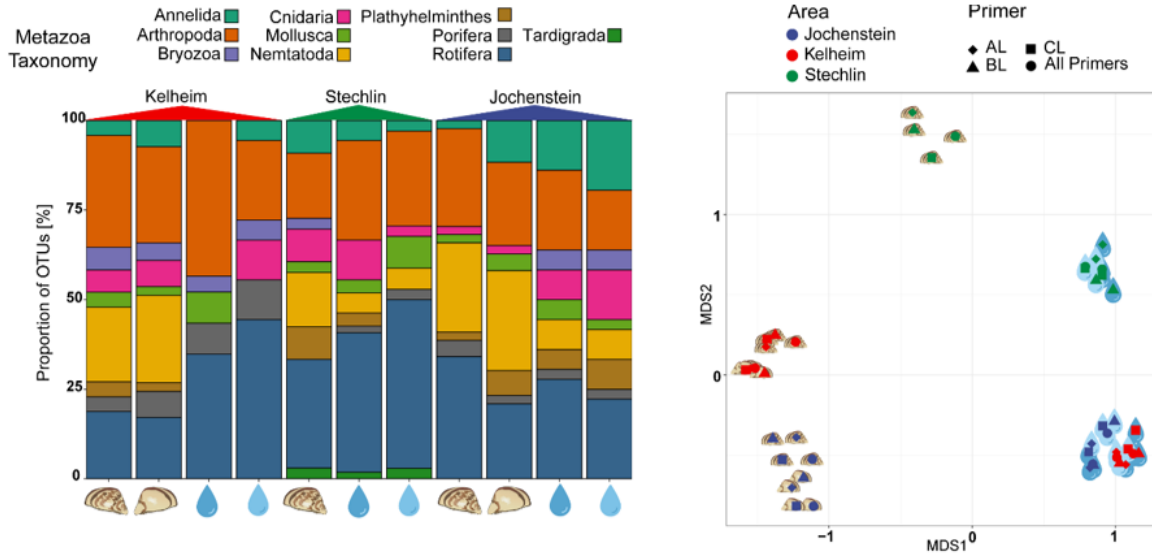 Metazoa
Taxonomy
Annelida
Arthropoda
Bryozoa
Cnidaria
Mollusca
Nemtatoda
Plathyhelminthes
Porifera
Rotifera
Tardigrada
Kelheim
Stechlin
Jochenstein
Proportion of OTUs [%]
100
75
50
25
0
Area
Jochenstein
Kelheim
Stechlin
Primer
AL
BL
CL
All Primers
MDS2
1
0
−1
0
1
MDS1